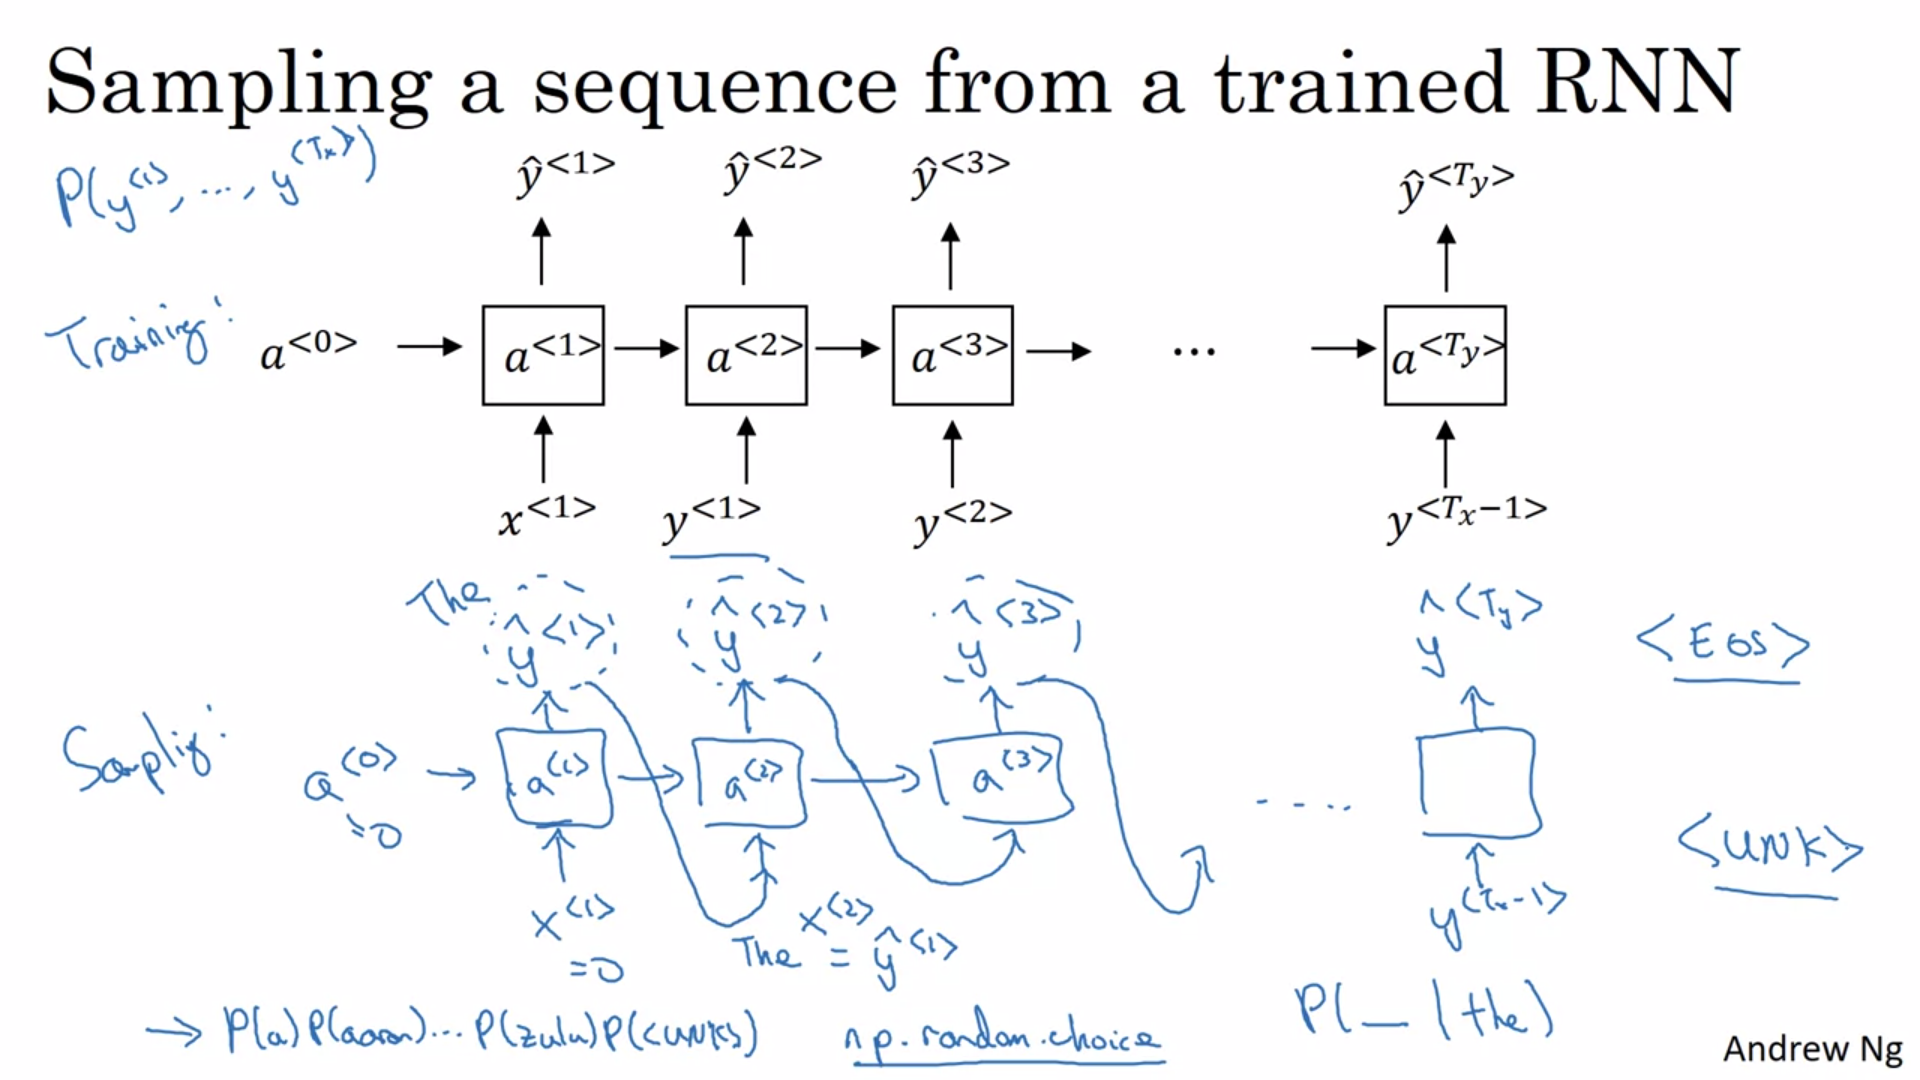 Sampling a sequence from a trained RNN
P(y<1>, ..., y<Tx>)
ŷ<1> ŷ<2> ŷ<3> ŷ<Ty>
Training:
a<0> a<1> a<2> a<3> ... a<Ty>
x<1> y<1> y<2> y<Tx−1>
The ŷ<1> ŷ<2> ŷ<3> ŷ<Ty> <EOS>
Sampling:
a<0> =0 a<1> a<2> a<3> ....
<UNK>
x<1> =0 The x<2> = ŷ<1> y<Tx-1>
→ P(a)P(aaron)...P(zulu)P(<UNK>) np.random.choice P(_|the)
Andrew Ng